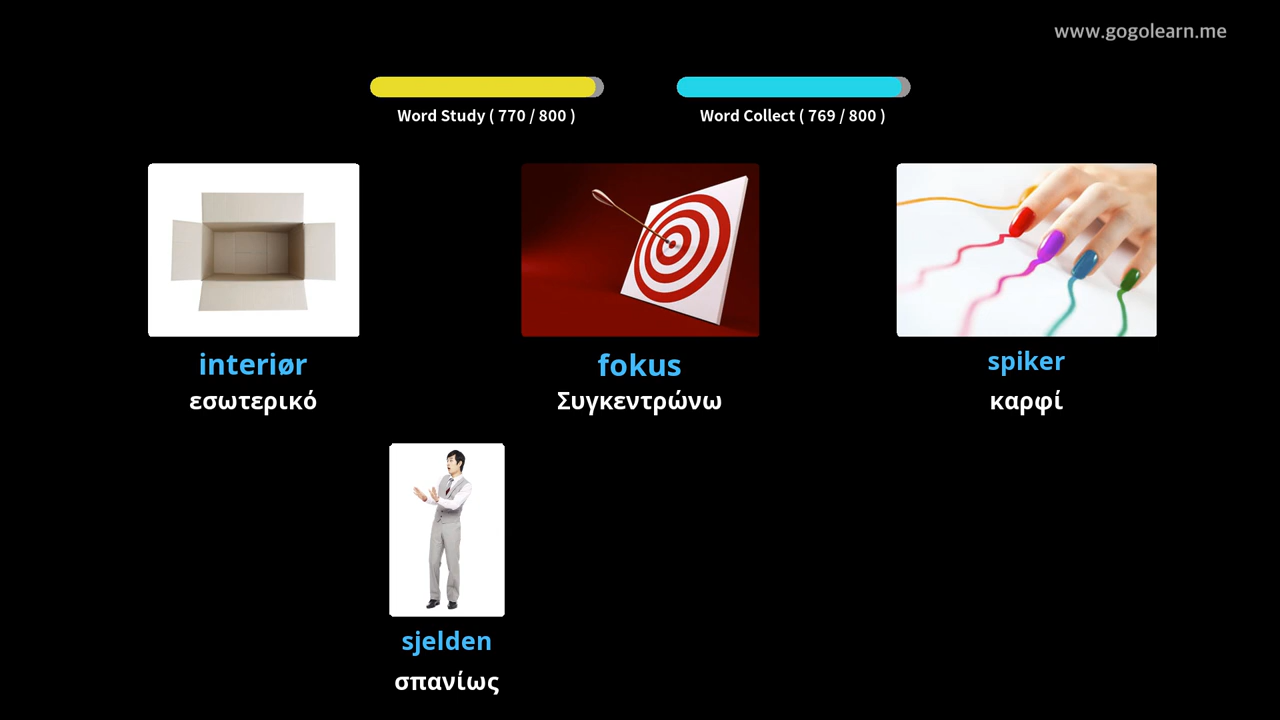 www.gogolearn.me
Word Study ( 770 / 800 )
Word Collect ( 769 / 800 )
interiør
fokus
spiker
εσωτερικό
Συγκεντρώνω
καρφί
sjelden
σπανίως